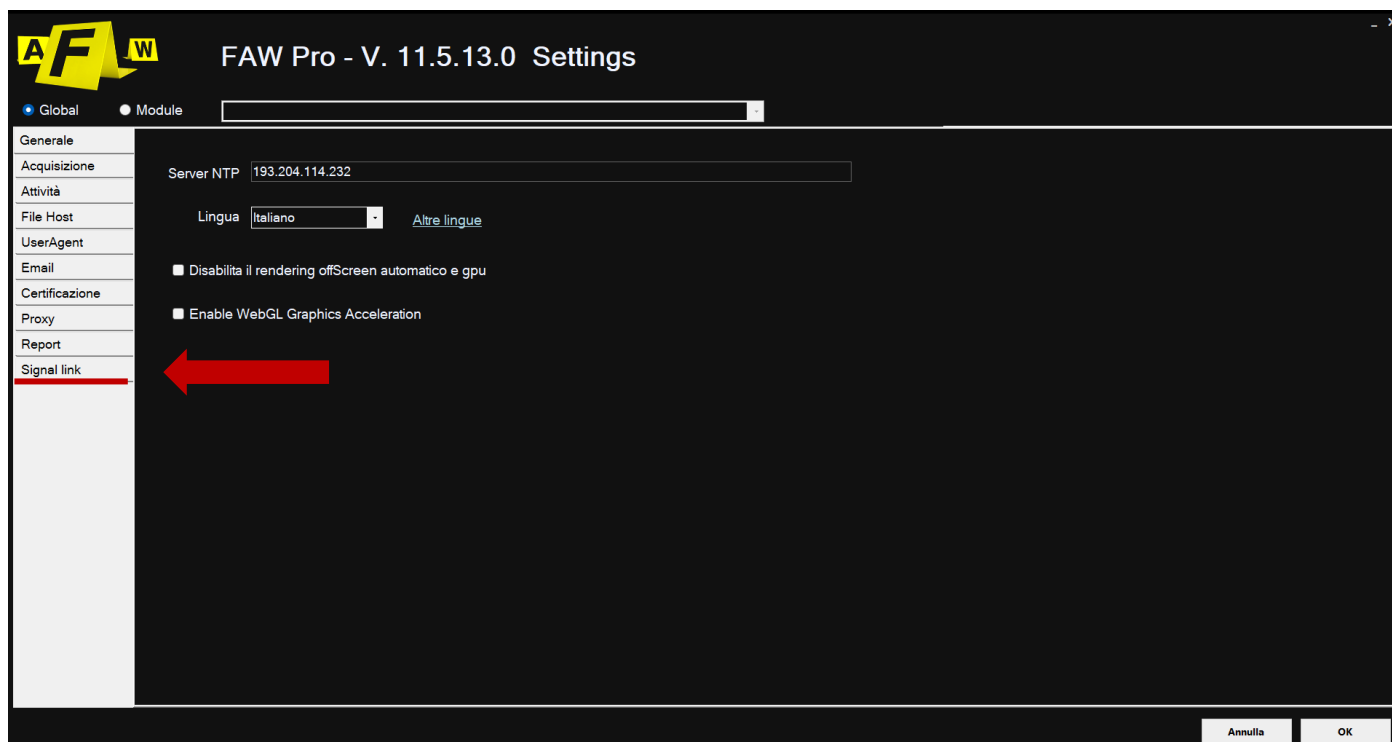 A F W
FAW Pro - V. 11.5.13.0 Settings
Global Module
Generale
Acquisizione
Attività
File Host
UserAgent
Email
Certificazione
Proxy
Report
Signal link
Server NTP 193.204.114.232
Lingua Italiano Altre lingue
Disabilita il rendering offScreen automatico e gpu
Enable WebGL Graphics Acceleration
Annulla OK